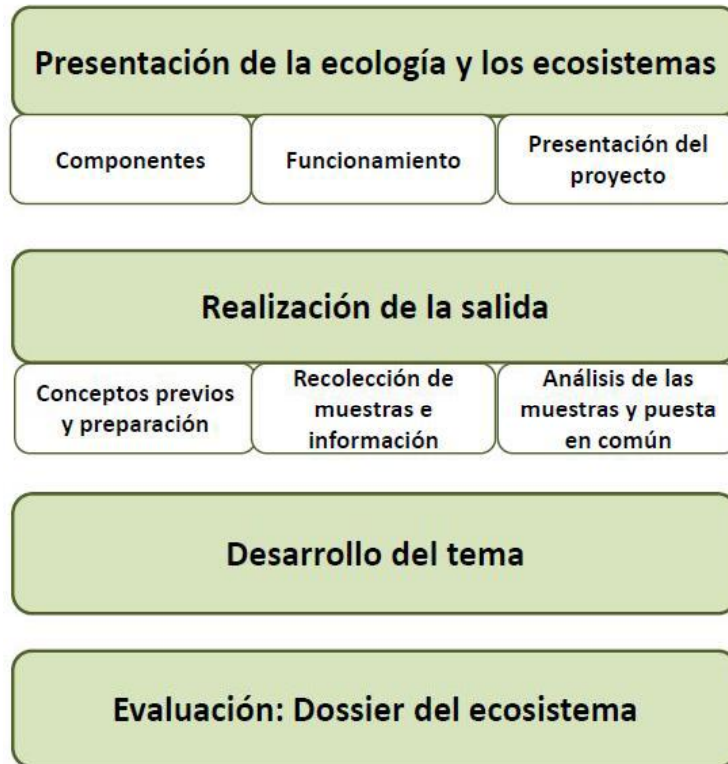 Presentación de la ecología y los ecosistemas
Componentes
Funcionamiento
Presentación del
proyecto
Realización de la salida
Conceptos previos
y preparación
Recolección de
muestras e
información
Análisis de las
muestras y puesta
en común
Desarrollo del tema
Evaluación: Dossier del ecosistema